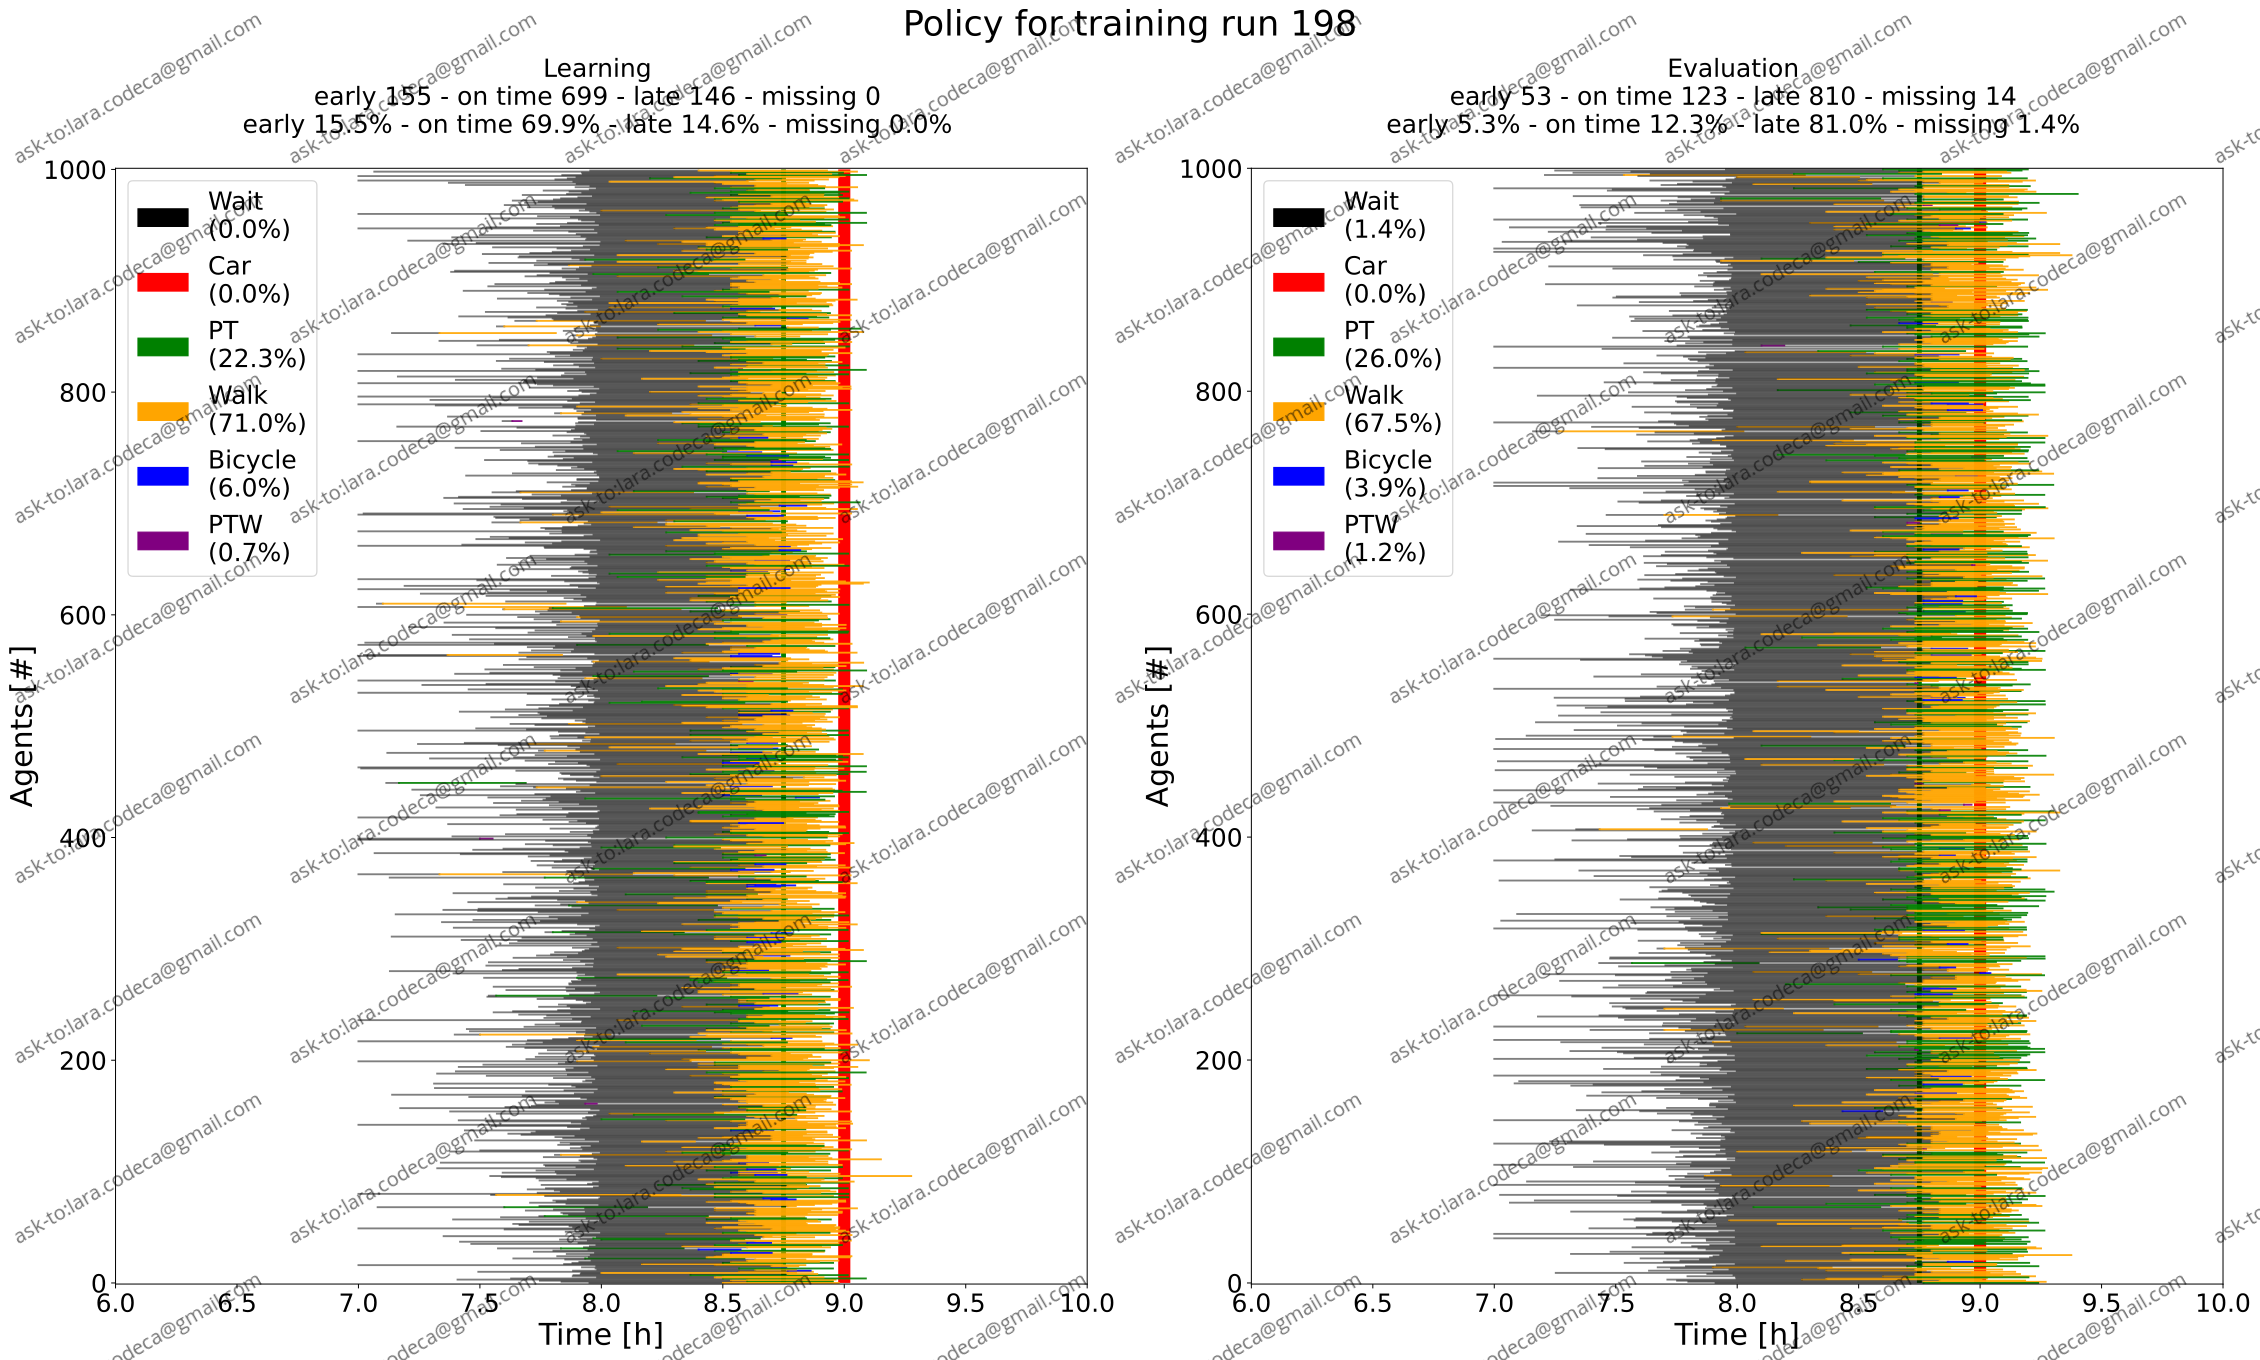 Policy for training run 198
Learning
early 155 - on time 699 - late 146 - missing 0
early 15.5% - on time 69.9% - late 14.6% - missing 0.0%
1000
800
600
400
200
0
Agents [#]
Wait
(0.0%)
Car
(0.0%)
PT
(22.3%)
Walk
(71.0%)
Bicycle
(6.0%)
PTW
(0.7%)
6.0 6.5 7.0 7.5 8.0 8.5 9.0 9.5 10.0
Time [h]
Evaluation
early 53 - on time 123 - late 810 - missing 14
early 5.3% - on time 12.3% - late 81.0% - missing 1.4%
1000
800
600
400
200
0
Agents [#]
Wait
(1.4%)
Car
(0.0%)
PT
(26.0%)
Walk
(67.5%)
Bicycle
(3.9%)
PTW
(1.2%)
6.0 6.5 7.0 7.5 8.0 8.5 9.0 9.5 10.0
Time [h]
ask-to:lara.codeca@gmail.com